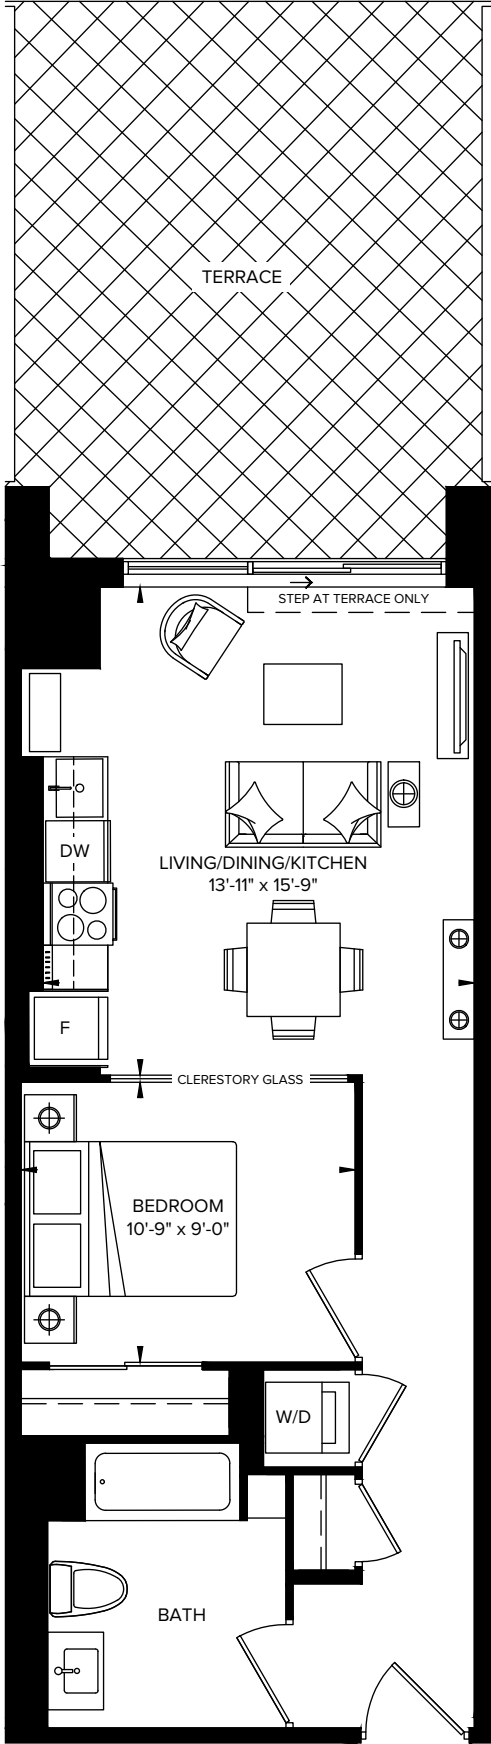 TERRACE
STEP AT TERRACE ONLY
DW
LIVING/DINING/KITCHEN
13'-11" x 15'-9"
F
CLERESTORY GLASS
BEDROOM
10'-9" x 9'-0"
W/D
BATH